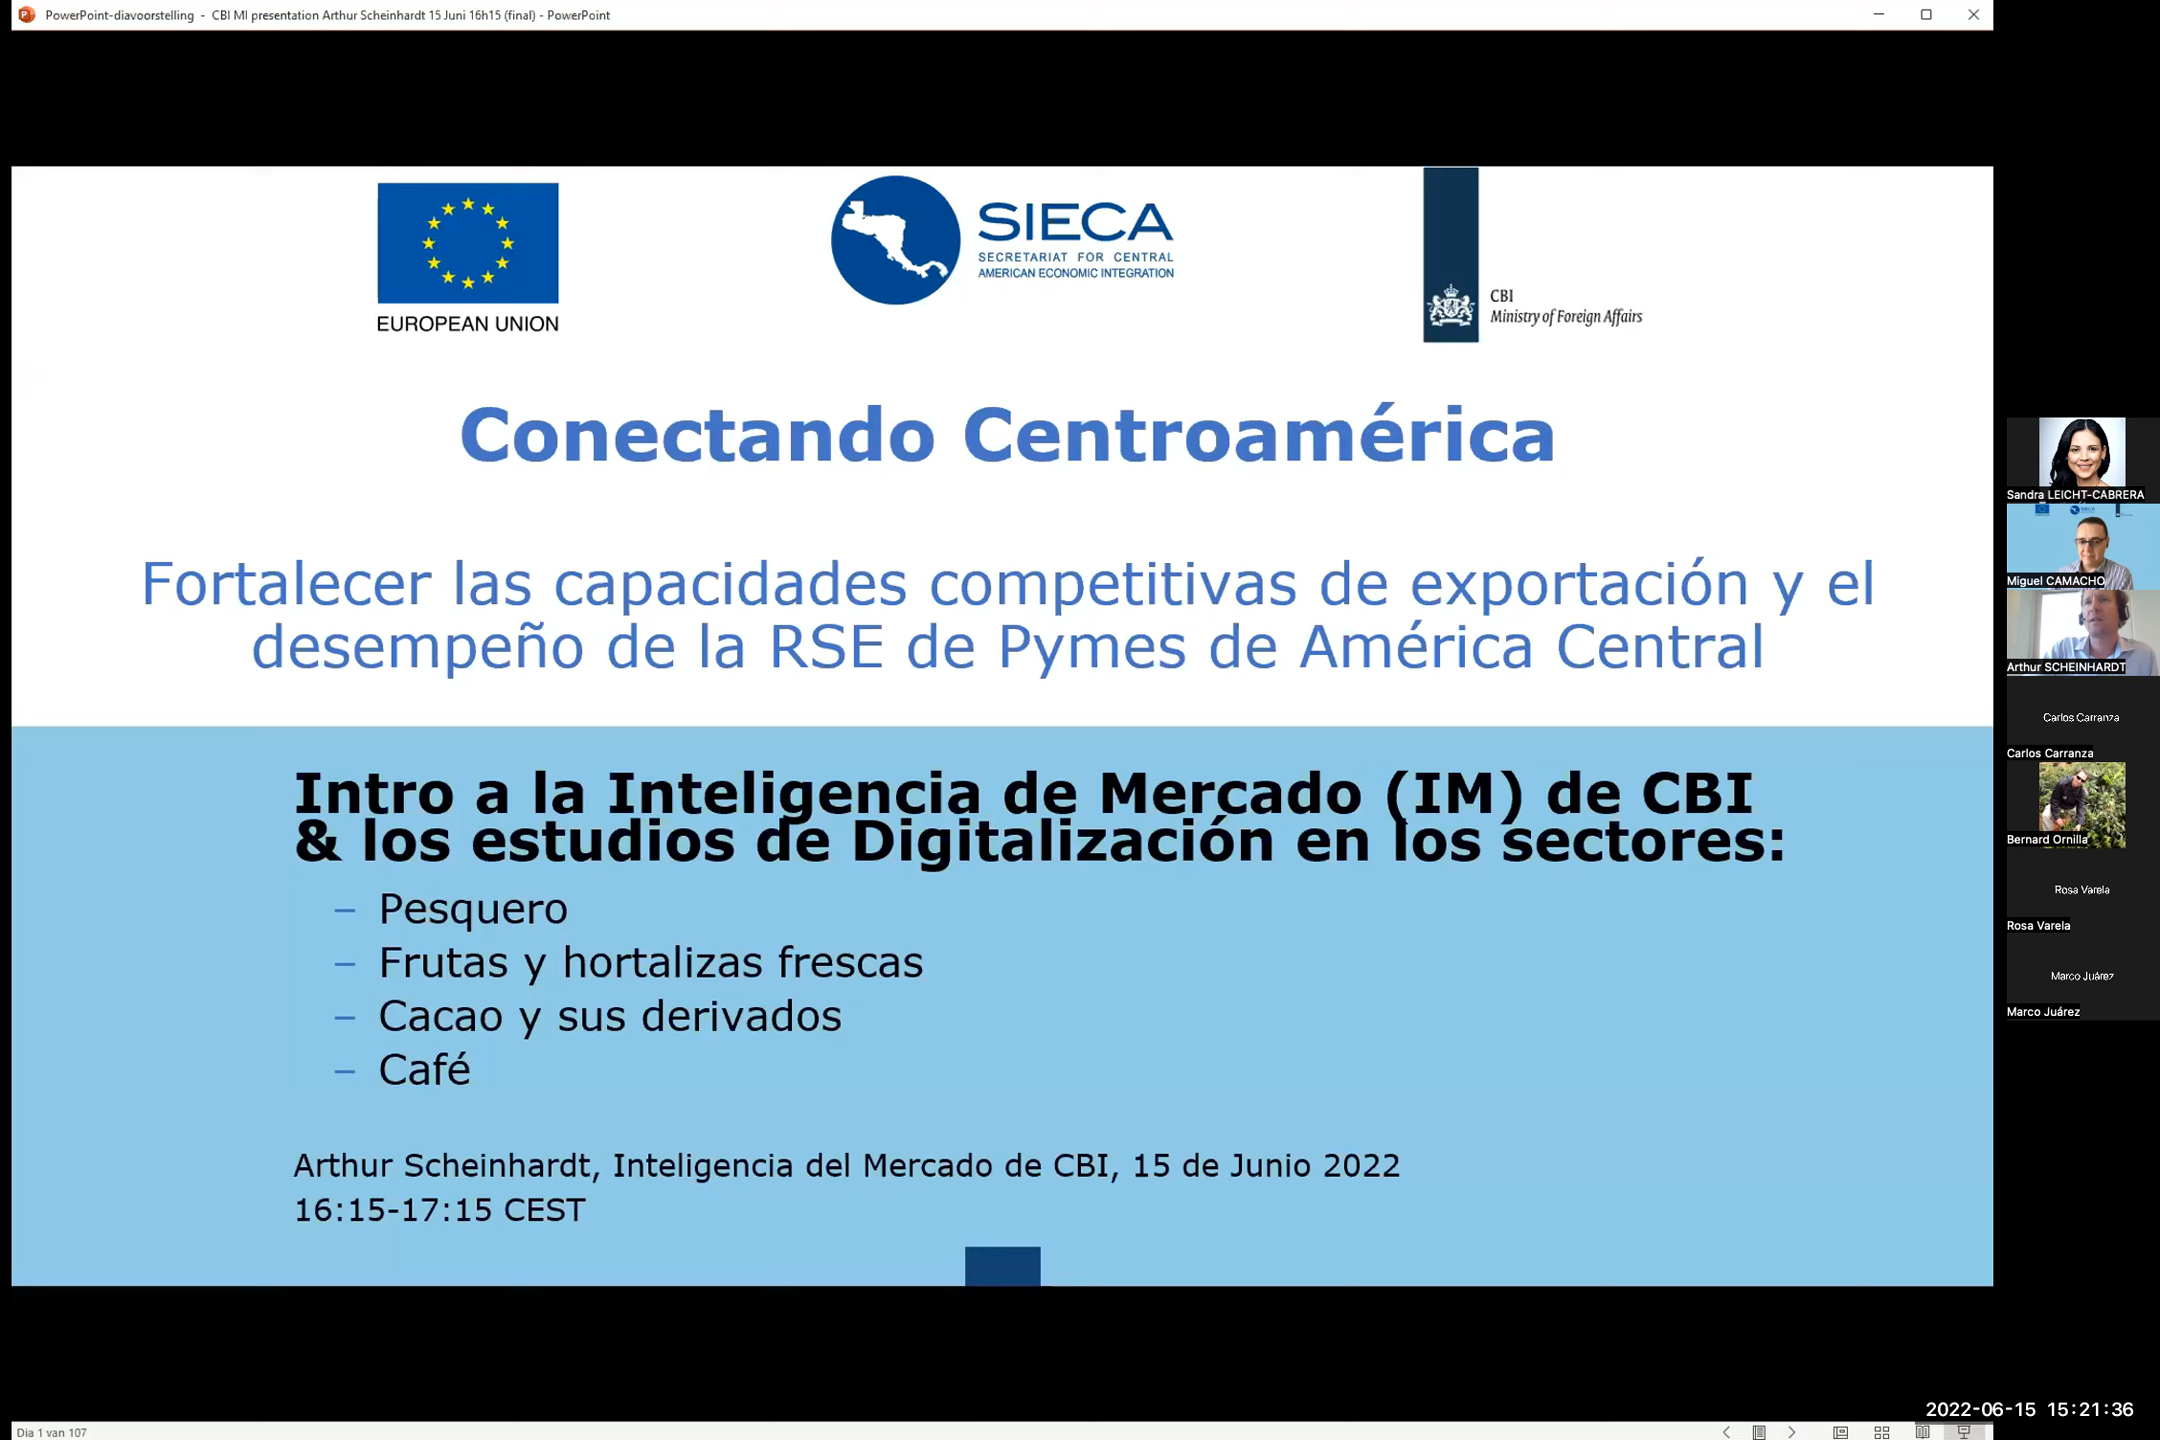 PowerPoint-diavoorstelling - CBI MI presentation Arthur Scheinhardt 15 Juni 16h15 (final) - PowerPoint
EUROPEAN UNION
SIECA
SECRETARIAT FOR CENTRAL
AMERICAN ECONOMIC INTEGRATION
CBI
Ministry of Foreign Affairs
Conectando Centroamérica
Fortalecer las capacidades competitivas de exportación y el
desempeño de la RSE de Pymes de América Central
Intro a la Inteligencia de Mercado (IM) de CBI
& los estudios de Digitalización en los sectores:
– Pesquero
– Frutas y hortalizas frescas
– Cacao y sus derivados
– Café
Arthur Scheinhardt, Inteligencia del Mercado de CBI, 15 de Junio 2022
16:15-17:15 CEST
Sandra LEICHT-CABRERA
Miguel CAMACHO
Arthur SCHEINHARDT
Carlos Carranza
Carlos Carranza
Bernard Ornilla
Rosa Varela
Rosa Varela
Marco Juárez
Marco Juárez
2022-06-15 15:21:36
Dia 1 van 107